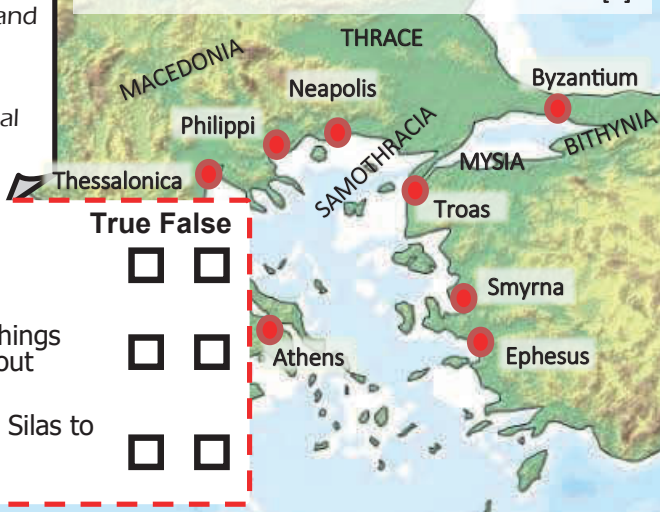 and
al
THRACE
MACEDONIA
Neapolis
Byzantium
Philippi
BITHYNIA
SAMOTHRACIA
MYSIA
Thessalonica
Troas
True False
Smyrna
hings
out
Athens
Ephesus
Silas to